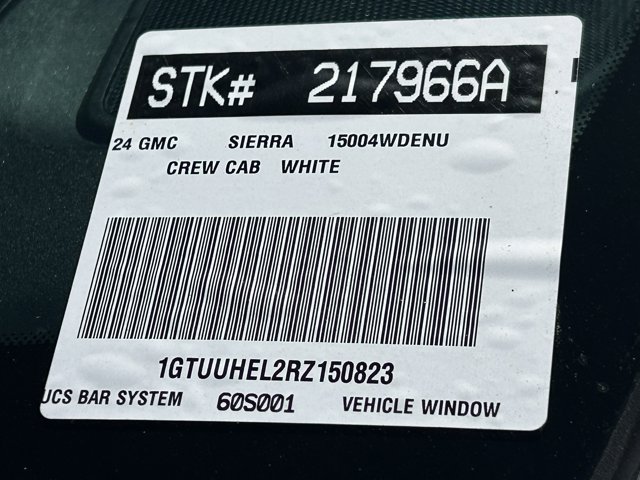 STK# 217966A
24 GMC SIERRA 15004WDENU
CREW CAB WHITE
1GTUUHEL2RZ150823
UCS BAR SYSTEM 60S001 VEHICLE WINDOW